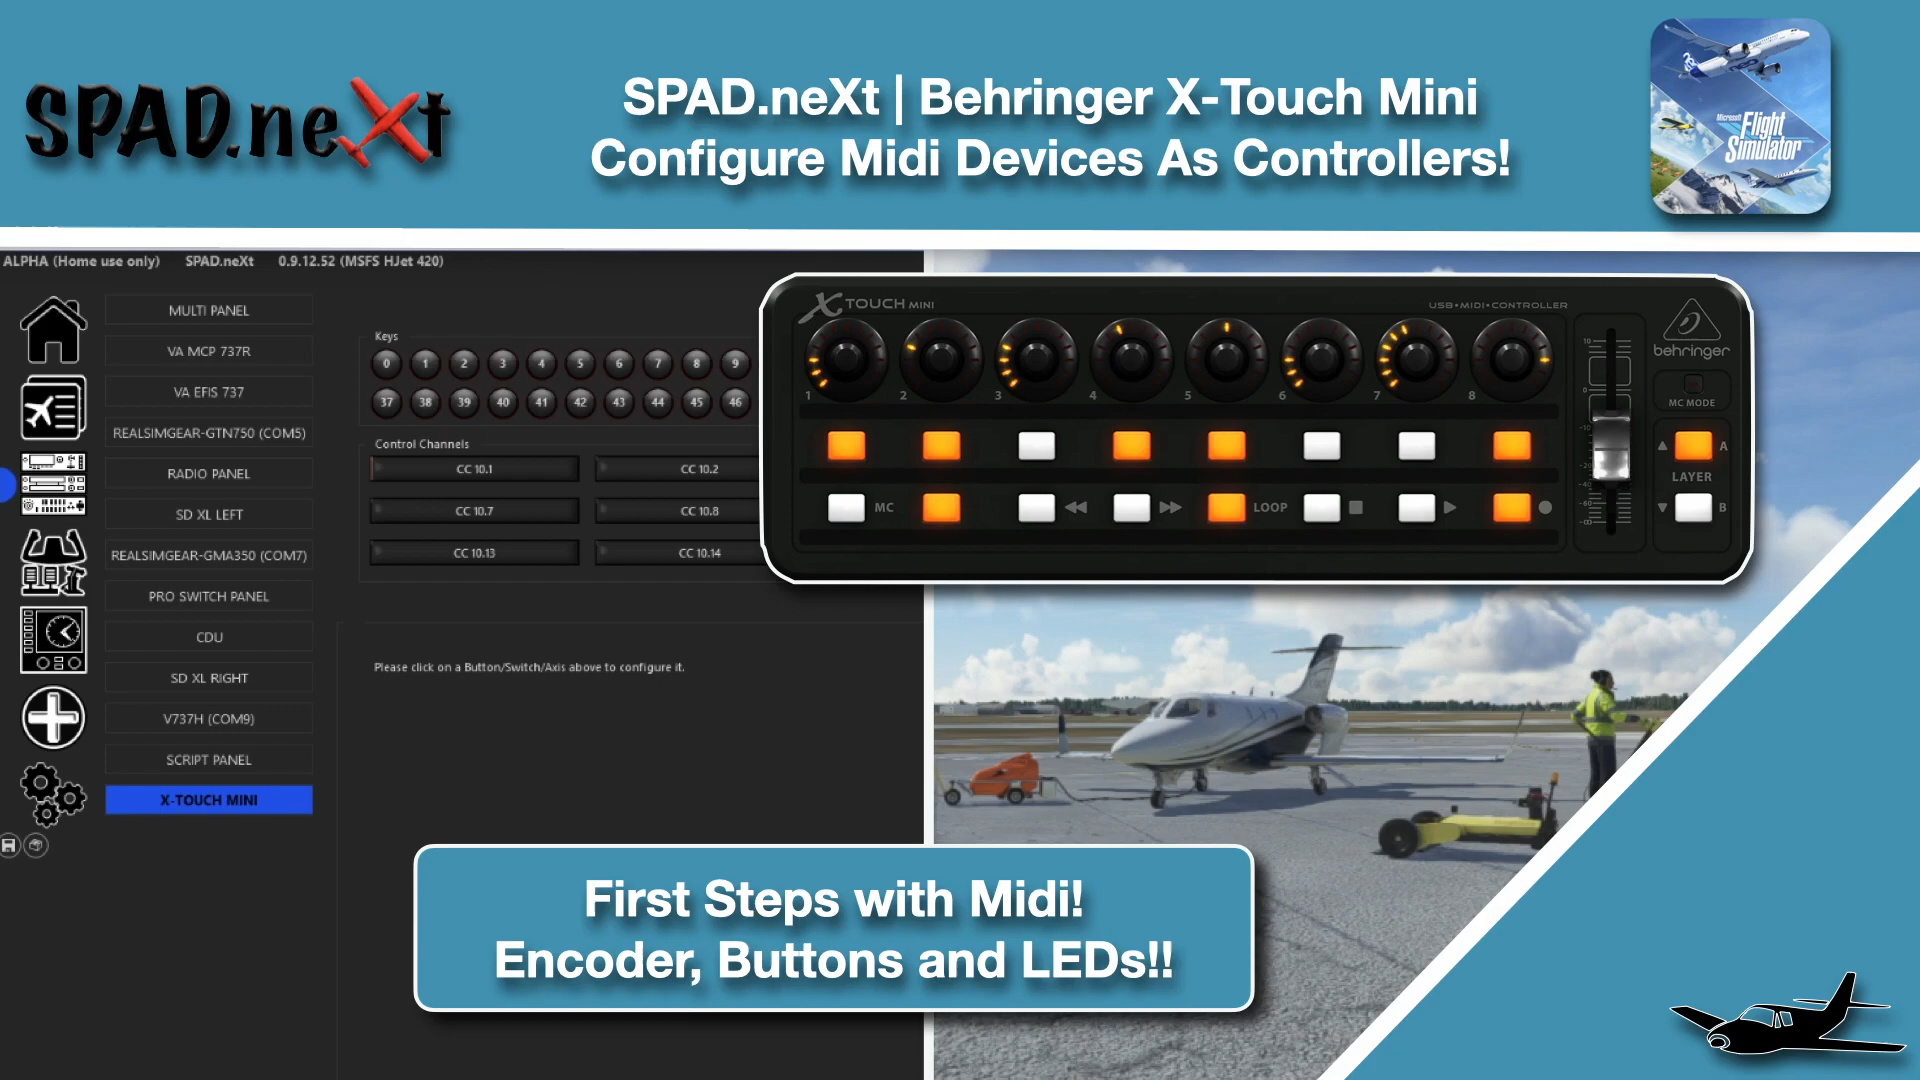 SPAD.neXt
SPAD.neXt | Behringer X-Touch Mini
Configure Midi Devices As Controllers!
Microsoft
Flight
Simulator
ALPHA (Home use only) SPAD.neXt 0.9.12.52 (MSFS HJet 420)
MULTI PANEL
VA MCP 737R
VA EFIS 737
REALSIMGEAR-GTN750 (COM5)
RADIO PANEL
SD XL LEFT
REALSIMGEAR-GMA350 (COM7)
PRO SWITCH PANEL
CDU
SD XL RIGHT
V737H (COM9)
SCRIPT PANEL
X-TOUCH MINI
Keys
0 1 2 3 4 5 6 7 8 9
37 38 39 40 41 42 43 44 45 46
Control Channels
CC 10.1 CC 10.2
CC 10.7 CC 10.8
CC 10.13 CC 10.14
Please click on a Button/Switch/Axis above to configure it.
X TOUCH MINI
USB•MIDI•CONTROLLER
behringer
1 2 3 4 5 6 7 8
MC MODE
A
LAYER
B
MC LOOP
First Steps with Midi!
Encoder, Buttons and LEDs!!